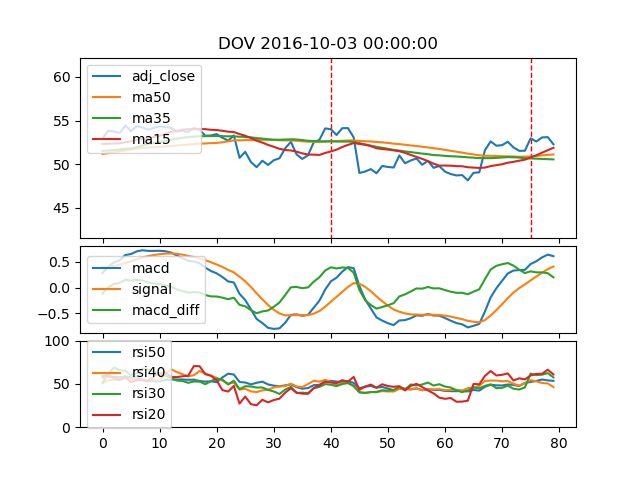 DOV 2016-10-03 00:00:00
60
55
50
45
adj_close
ma50
ma35
ma15
0.5
0.0
−0.5
macd
signal
macd_diff
100
50
0
rsi50
rsi40
rsi30
rsi20
0 10 20 30 40 50 60 70 80